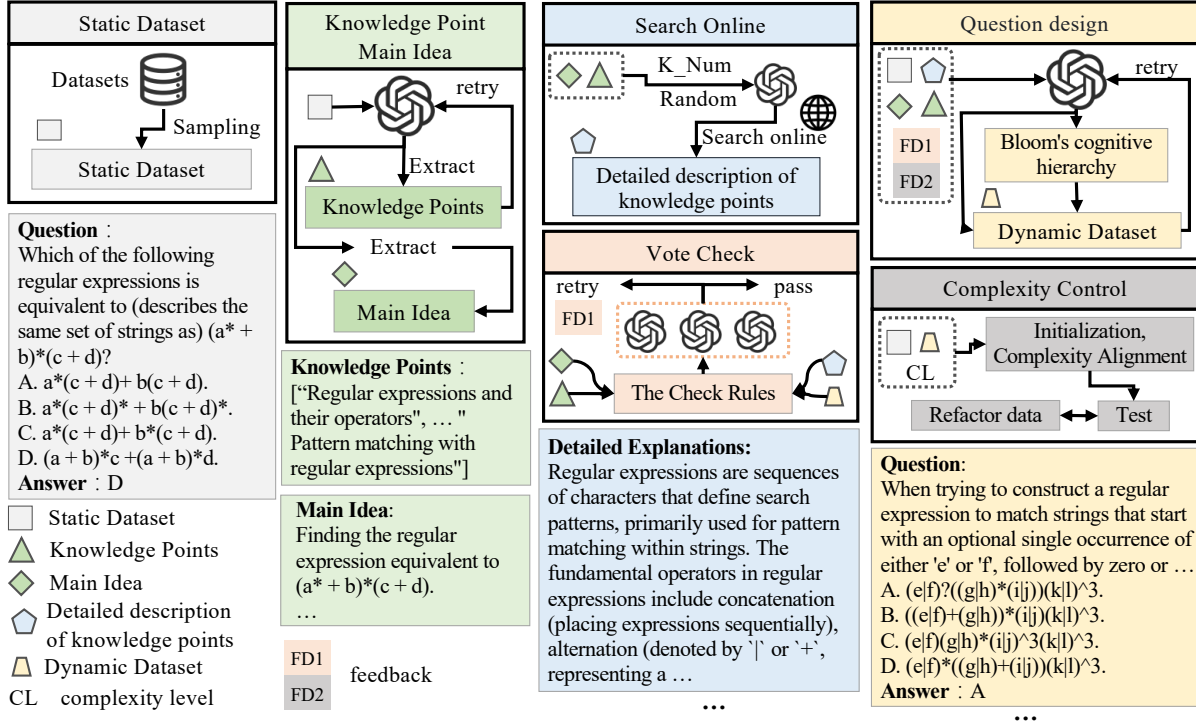 Static Dataset
Datasets
Sampling
Static Dataset
Question :
Which of the following
regular expressions is
equivalent to (describes the
same set of strings as) (a* +
b)*(c + d)?
A. a*(c + d)+ b(c + d).
B. a*(c + d)* + b(c + d)*.
C. a*(c + d)+ b*(c + d).
D. (a + b)*c +(a + b)*d.
Answer : D
Static Dataset
Knowledge Points
Main Idea
Detailed description
of knowledge points
Dynamic Dataset
CL complexity level
Knowledge Point
Main Idea
retry
Extract
Knowledge Points
Extract
Main Idea
Knowledge Points :
["Regular expressions and
their operators", … "
Pattern matching with
regular expressions"]
Main Idea:
Finding the regular
expression equivalent to
(a* + b)*(c + d).
…
FD1
FD2
feedback
Search Online
K_Num
Random
Search online
Detailed description of
knowledge points
Vote Check
retry
pass
FD1
The Check Rules
Detailed Explanations:
Regular expressions are sequences
of characters that define search
patterns, primarily used for pattern
matching within strings. The
fundamental operators in regular
expressions include concatenation
(placing expressions sequentially),
alternation (denoted by `|` or `+`,
representing a …
…
Question design
retry
FD1
FD2
Bloom's cognitive
hierarchy
Dynamic Dataset
Complexity Control
CL
Initialization,
Complexity Alignment
Refactor data
Test
Question:
When trying to construct a regular
expression to match strings that start
with an optional single occurrence of
either 'e' or 'f', followed by zero or …
A. (e|f)?((g|h)*(i|j))(k|l)^3.
B. ((e|f)+(g|h))*(i|j)(k|l)^3.
C. (e|f)(g|h)*(i|j)^3(k|l)^3.
D. (e|f)*((g|h)+(i|j))(k|l)^3.
Answer : A
…